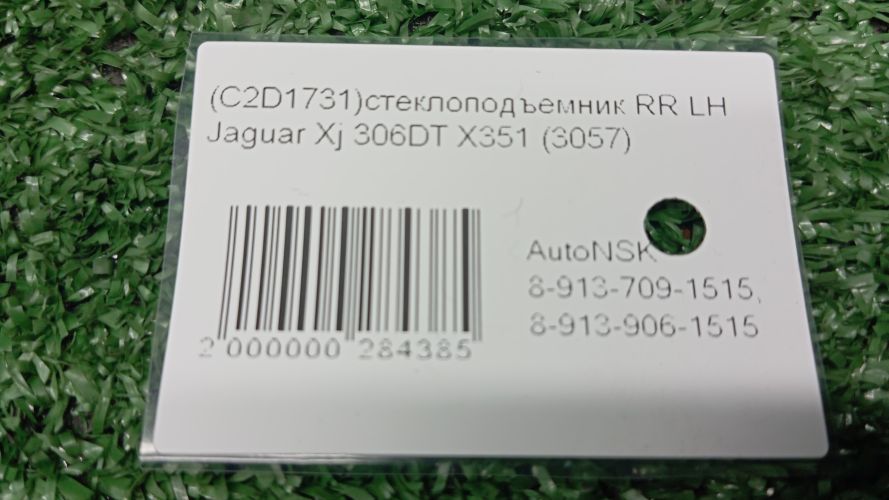 (C2D1731)стеклоподъемник RR LH
Jaguar Xj 306DT X351 (3057)
AutoNSK
8-913-709-1515,
8-913-906-1515
2 000000 284385